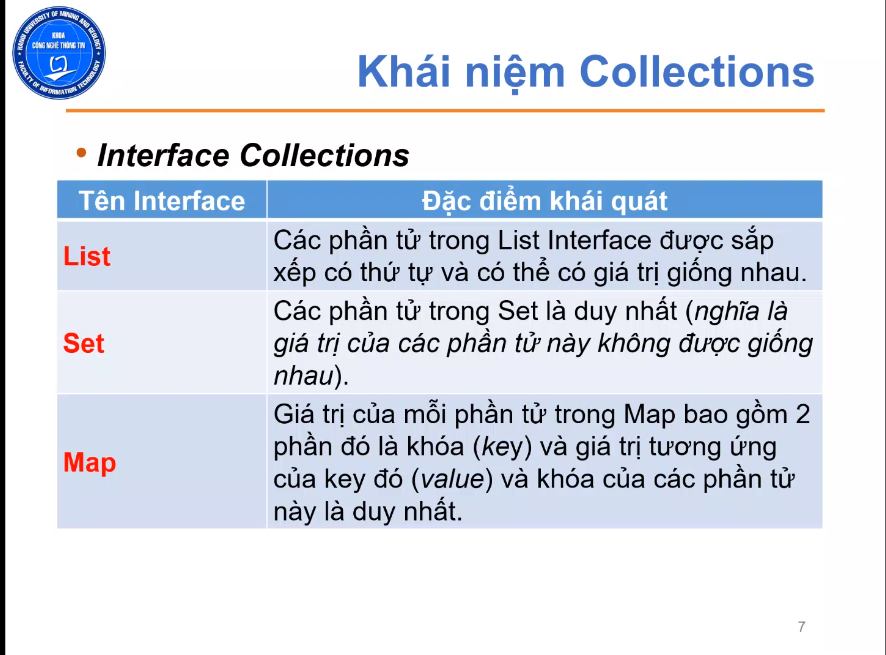 HANOI UNIVERSITY OF MINING AND GEOLOGY
KHOA
CÔNG NGHỆ THÔNG TIN
FACULTY OF INFORMATION TECHNOLOGY
Khái niệm Collections
• Interface Collections
Tên Interface
Đặc điểm khái quát
List
Các phần tử trong List Interface được sắp
xếp có thứ tự và có thể có giá trị giống nhau.
Set
Các phần tử trong Set là duy nhất (nghĩa là
giá trị của các phần tử này không được giống
nhau).
Map
Giá trị của mỗi phần tử trong Map bao gồm 2
phần đó là khóa (key) và giá trị tương ứng
của key đó (value) và khóa của các phần tử
này là duy nhất.
7